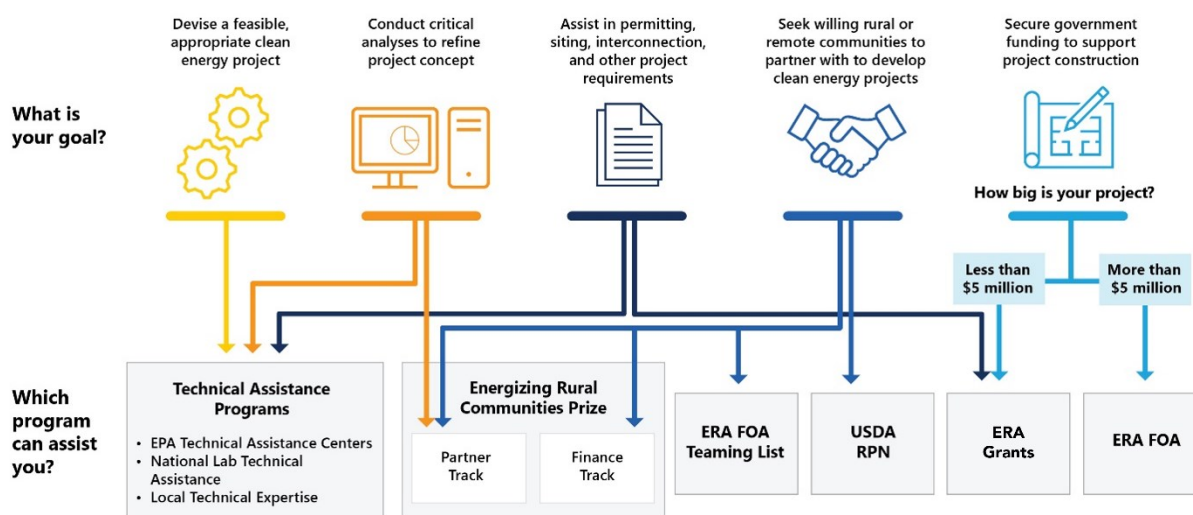 Devise a feasible,
appropriate clean
energy project
Conduct critical
analyses to refine
project concept
Assist in permitting,
siting, interconnection,
and other project
requirements
Seek willing rural or
remote communities to
partner with to develop
clean energy projects
Secure government
funding to support
project construction
What is
your goal?
How big is your project?
Less than
$5 million
More than
$5 million
Which
program
can assist
you?
Technical Assistance
Programs
• EPA Technical Assistance Centers
• National Lab Technical
Assistance
• Local Technical Expertise
Energizing Rural
Communities Prize
Partner
Track
Finance
Track
ERA FOA
Teaming List
USDA
RPN
ERA
Grants
ERA FOA